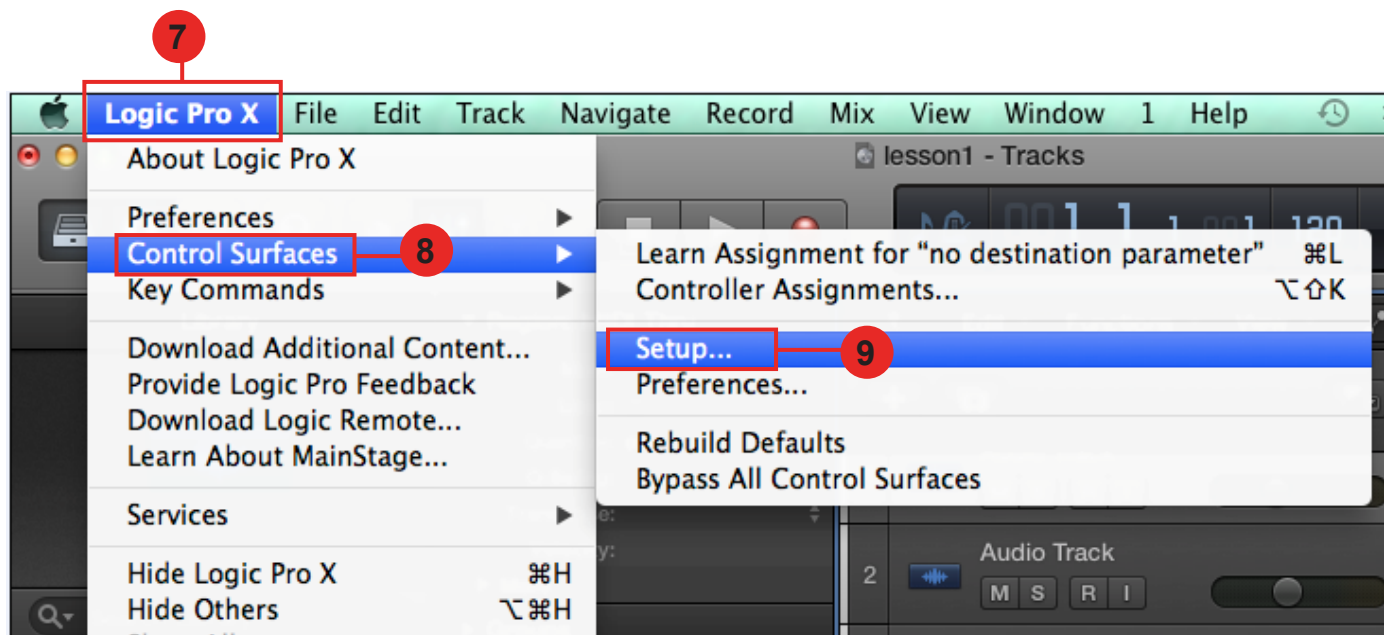 7
Logic Pro X File Edit Track Navigate Record Mix View Window 1 Help
lesson1 - Tracks
About Logic Pro X
Preferences
Control Surfaces
8
Key Commands
Download Additional Content...
Provide Logic Pro Feedback
Download Logic Remote...
Learn About MainStage...
Services
Hide Logic Pro X ⌘H
Hide Others ⌥⌘H
Learn Assignment for “no destination parameter” ⌘L
Controller Assignments... ⌥⇧K
Setup...
9
Preferences...
Rebuild Defaults
Bypass All Control Surfaces
2
Audio Track
M S R I